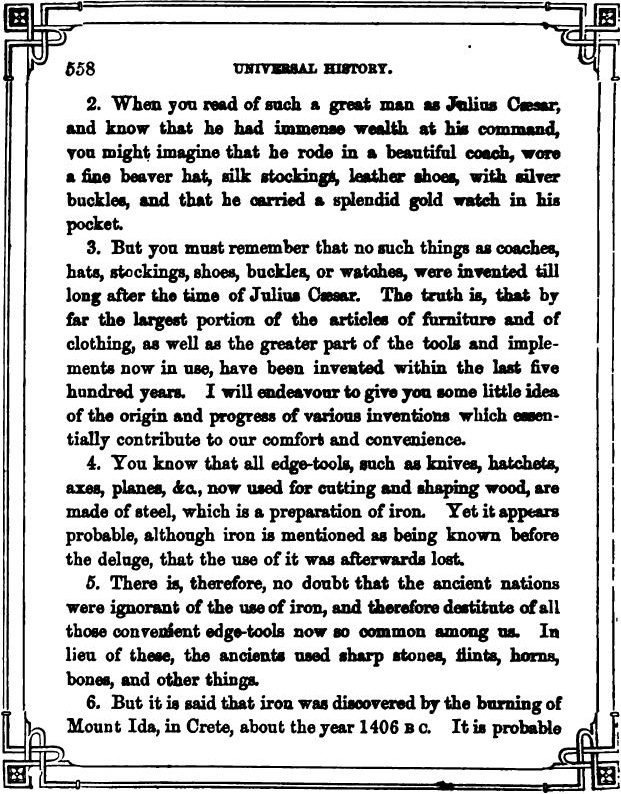 558
UNIVERSAL HISTORY.
2. When you read of such a great man as Julius Cæsar,
and know that he had immense wealth at his command,
you might imagine that he rode in a beautiful coach, wore
a fine beaver hat, silk stockings, leather shoes, with silver
buckles, and that he carried a splendid gold watch in his
pocket.
3. But you must remember that no such things as coaches,
hats, stockings, shoes, buckles, or watches, were invented till
long after the time of Julius Cæsar. The truth is, that by
far the largest portion of the articles of furniture and of
clothing, as well as the greater part of the tools and imple-
ments now in use, have been invented within the last five
hundred years. I will endeavour to give you some little idea
of the origin and progress of various inventions which essen-
tially contribute to our comfort and convenience.
4. You know that all edge-tools, such as knives, hatchets,
axes, planes, &c., now used for cutting and shaping wood, are
made of steel, which is a preparation of iron. Yet it appears
probable, although iron is mentioned as being known before
the deluge, that the use of it was afterwards lost.
5. There is, therefore, no doubt that the ancient nations
were ignorant of the use of iron, and therefore destitute of all
those convenient edge-tools now so common among us. In
lieu of these, the ancients used sharp stones, flints, horns,
bones, and other things.
6. But it is said that iron was discovered by the burning of
Mount Ida, in Crete, about the year 1406 B C. It is probable